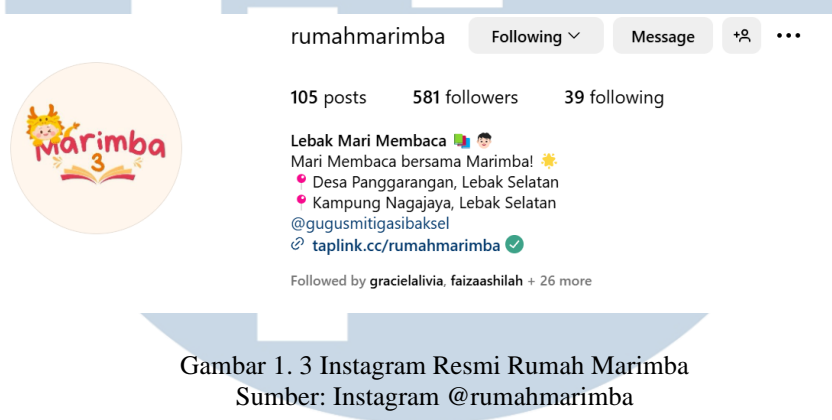 rumahmarimba Following Message
105 posts 581 followers 39 following
Marimba
3
Lebak Mari Membaca
Mari Membaca bersama Marimba! 🌟
📍 Desa Panggarangan, Lebak Selatan
📍 Kampung Nagajaya, Lebak Selatan
@gugusmitigasibaksel
taplink.cc/rumahmarimba
Followed by gracielalivia, faizaashilah + 26 more
Gambar 1. 3 Instagram Resmi Rumah Marimba
Sumber: Instagram @rumahmarimba